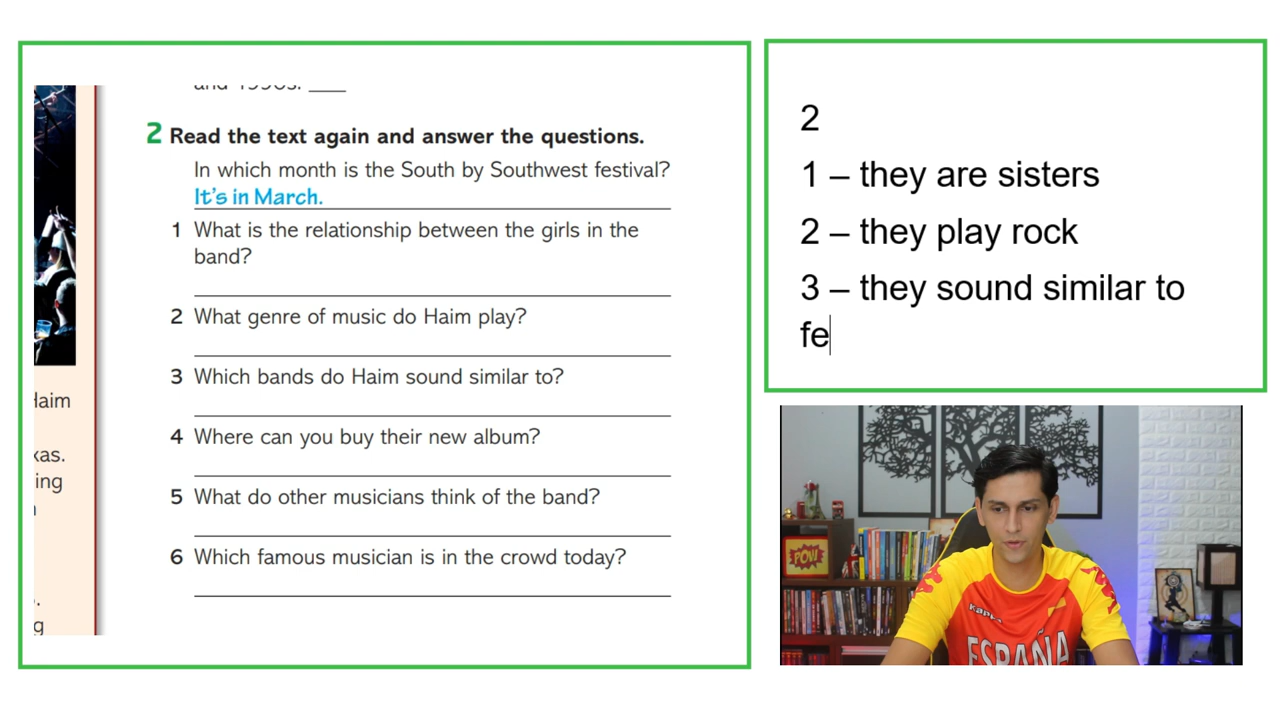 and 1990s.
2 Read the text again and answer the questions.
In which month is the South by Southwest festival?
It's in March.
1 What is the relationship between the girls in the
band?
2 What genre of music do Haim play?
3 Which bands do Haim sound similar to?
4 Where can you buy their new album?
5 What do other musicians think of the band?
6 Which famous musician is in the crowd today?
Haim
xas.
ing
g
2
1 – they are sisters
2 – they play rock
3 – they sound similar to
fe
POW
Kappa
ESPAÑA